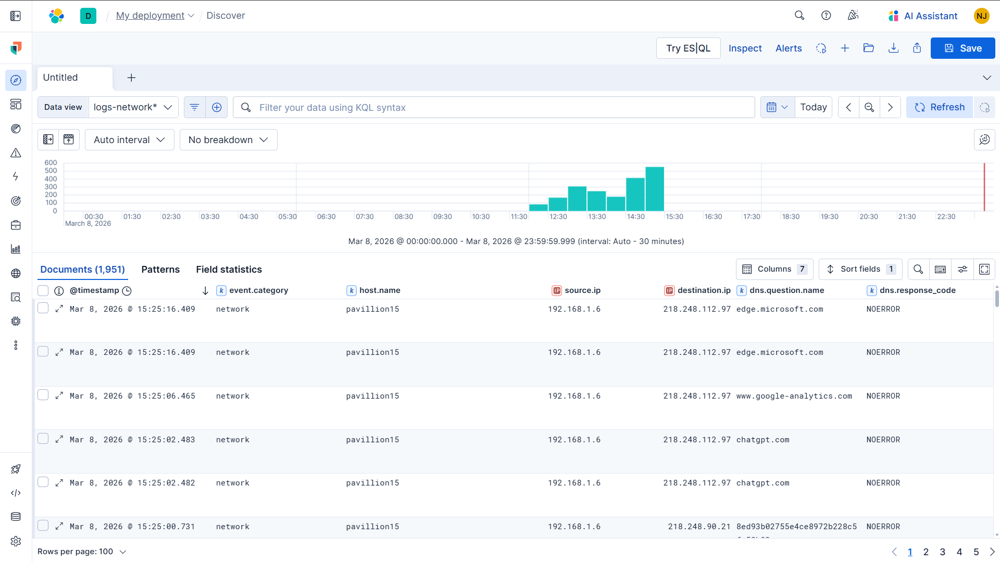 D / My deployment / Discover
AI Assistant NJ
Try ES|QL Inspect Alerts Save
Untitled
Data view logs-network* Filter your data using KQL syntax Today Refresh
Auto interval No breakdown
600
500
400
300
200
100
0
00:30 01:30 02:30 03:30 04:30 05:30 06:30 07:30 08:30 09:30 10:30 11:30 12:30 13:30 14:30 15:30 16:30 17:30 18:30 19:30 20:30 21:30 22:30
March 8, 2026
Mar 8, 2026 @ 00:00:00.000 - Mar 8, 2026 @ 23:59:59.999 (interval: Auto - 30 minutes)
Documents (1,951) Patterns Field statistics Columns 7 Sort fields 1
@timestamp k event.category k host.name IP source.ip IP destination.ip k dns.question.name k dns.response_code
Mar 8, 2026 @ 15:25:16.409 network pavillion15 192.168.1.6 218.248.112.97 edge.microsoft.com NOERROR
Mar 8, 2026 @ 15:25:16.409 network pavillion15 192.168.1.6 218.248.112.97 edge.microsoft.com NOERROR
Mar 8, 2026 @ 15:25:06.465 network pavillion15 192.168.1.6 218.248.112.97 www.google-analytics.com NOERROR
Mar 8, 2026 @ 15:25:02.483 network pavillion15 192.168.1.6 218.248.112.97 chatgpt.com NOERROR
Mar 8, 2026 @ 15:25:02.482 network pavillion15 192.168.1.6 218.248.112.97 chatgpt.com NOERROR
Mar 8, 2026 @ 15:25:00.731 network pavillion15 192.168.1.6 218.248.90.21 8ed93b02755e4ce8972b228c5 NOERROR
Rows per page: 100 1 2 3 4 5